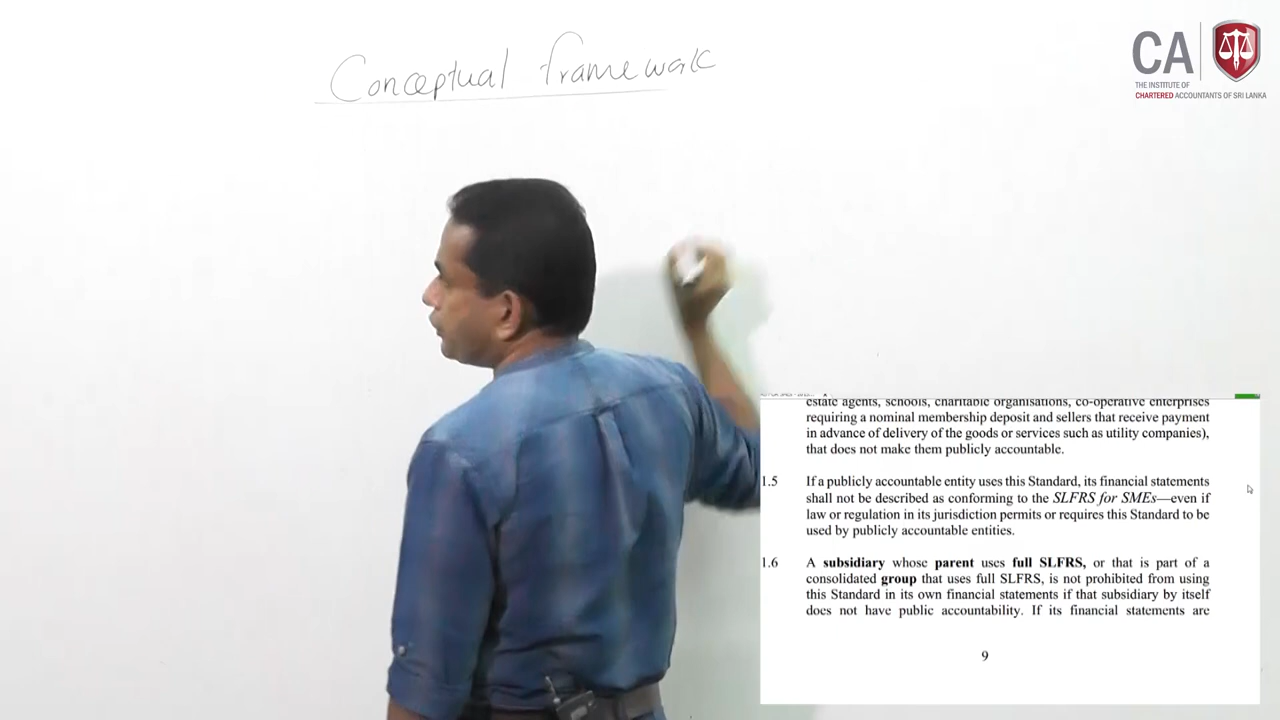 Conceptual framework
CA
THE INSTITUTE OF
CHARTERED ACCOUNTANTS OF SRI LANKA
estate agents, schools, charitable organisations, co-operative enterprises
requiring a nominal membership deposit and sellers that receive payment
in advance of delivery of the goods or services such as utility companies),
that does not make them publicly accountable.
1.5 If a publicly accountable entity uses this Standard, its financial statements
shall not be described as conforming to the SLFRS for SMEs—even if
law or regulation in its jurisdiction permits or requires this Standard to be
used by publicly accountable entities.
1.6 A subsidiary whose parent uses full SLFRS, or that is part of a
consolidated group that uses full SLFRS, is not prohibited from using
this Standard in its own financial statements if that subsidiary by itself
does not have public accountability. If its financial statements are
9